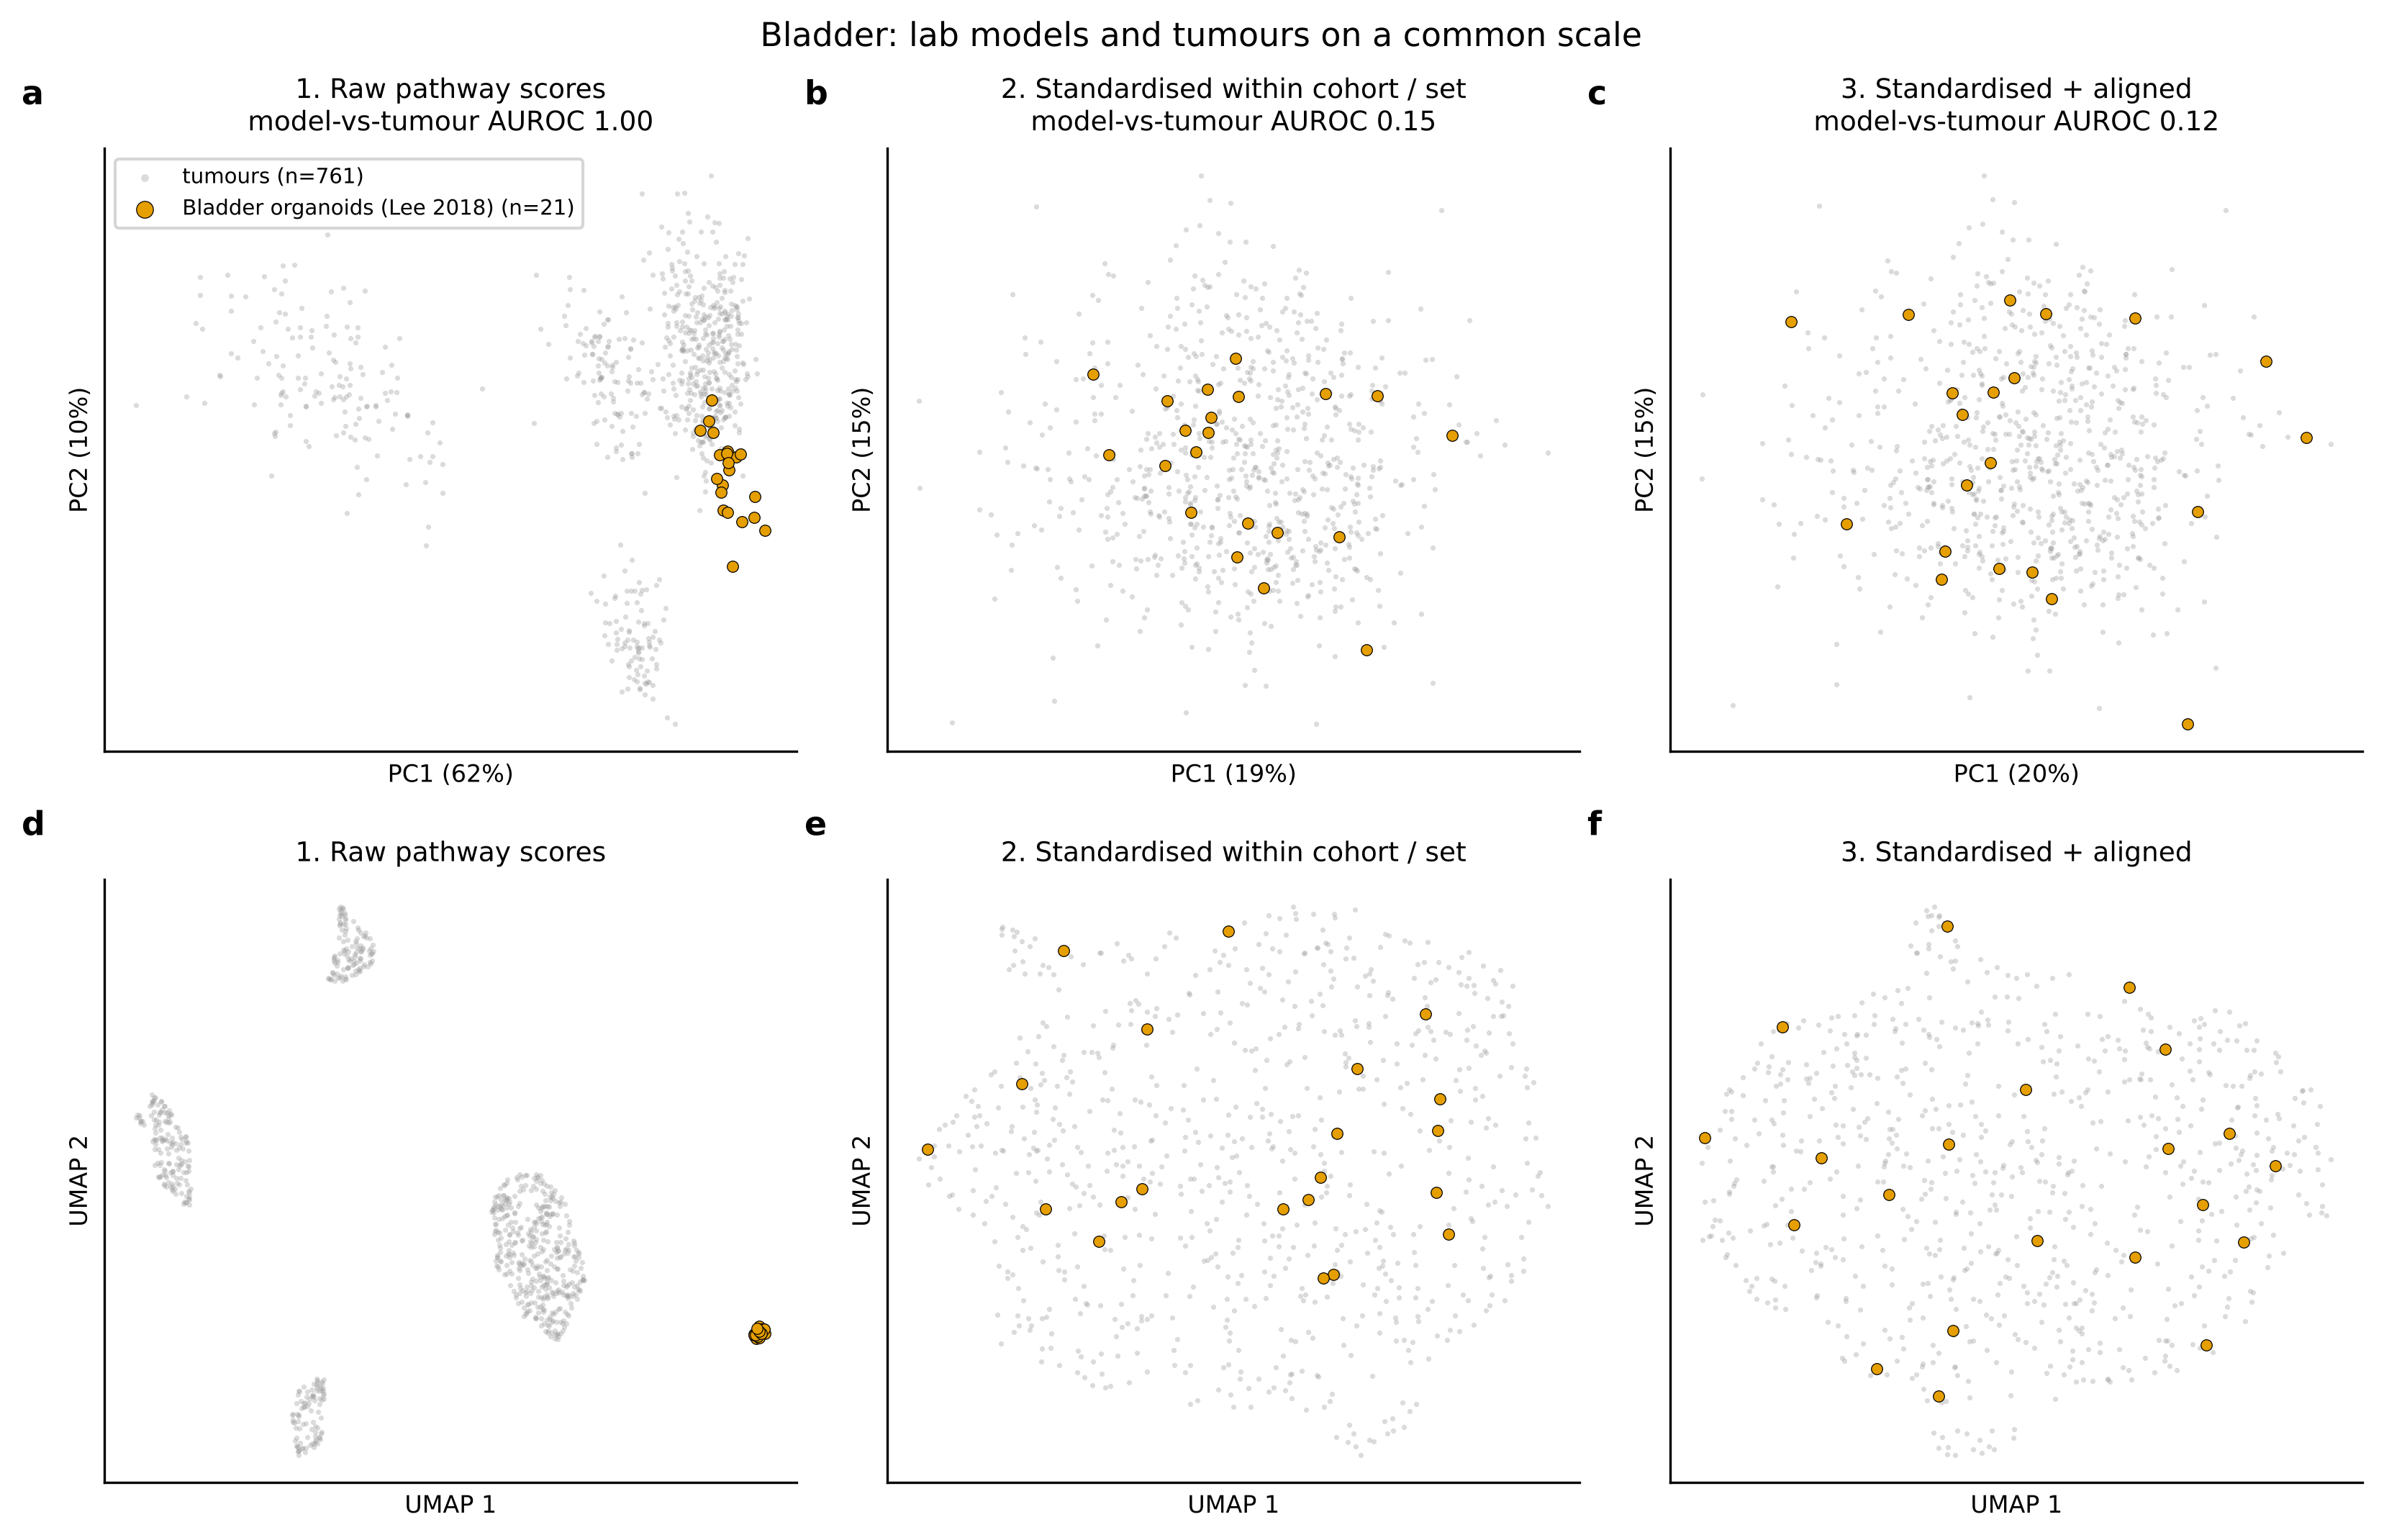 Bladder: lab models and tumours on a common scale
a
1. Raw pathway scores
model-vs-tumour AUROC 1.00
tumours (n=761)
Bladder organoids (Lee 2018) (n=21)
PC2 (10%)
PC1 (62%)
b
2. Standardised within cohort / set
model-vs-tumour AUROC 0.15
PC2 (15%)
PC1 (19%)
c
3. Standardised + aligned
model-vs-tumour AUROC 0.12
PC2 (15%)
PC1 (20%)
d
1. Raw pathway scores
UMAP 2
UMAP 1
e
2. Standardised within cohort / set
UMAP 2
UMAP 1
f
3. Standardised + aligned
UMAP 2
UMAP 1